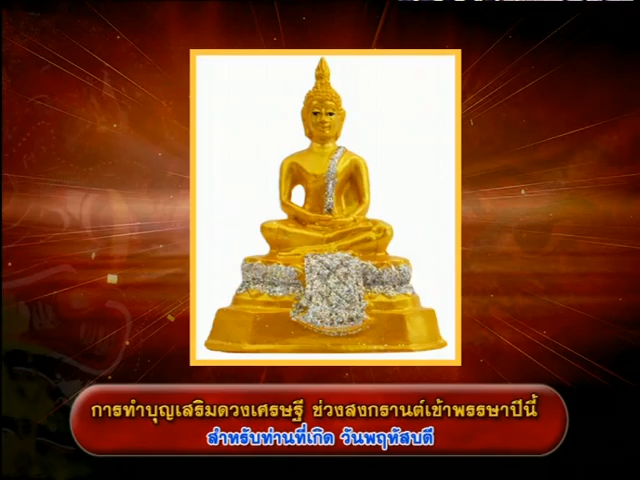 การทำบุญเสริมดวงเศรษฐี ช่วงสงกรานต์เข้าพรรษาปีนี้
สำหรับท่านที่เกิด วันพฤหัสบดี